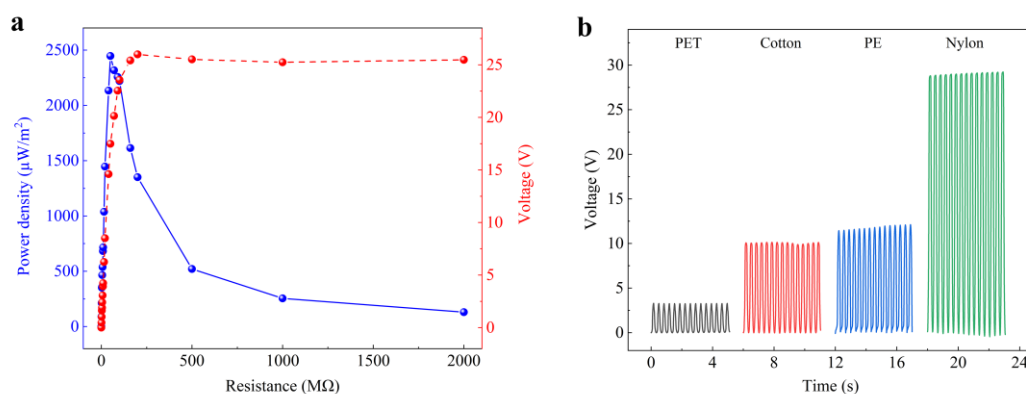 a
Power density (µW/m²)
2500
2000
1500
1000
500
0
25
20
15
10
5
0
Voltage (V)
0 500 1000 1500 2000
Resistance (MΩ)
b
PET Cotton PE Nylon
Voltage (V)
30
25
20
15
10
5
0
0 4 8 12 16 20 24
Time (s)